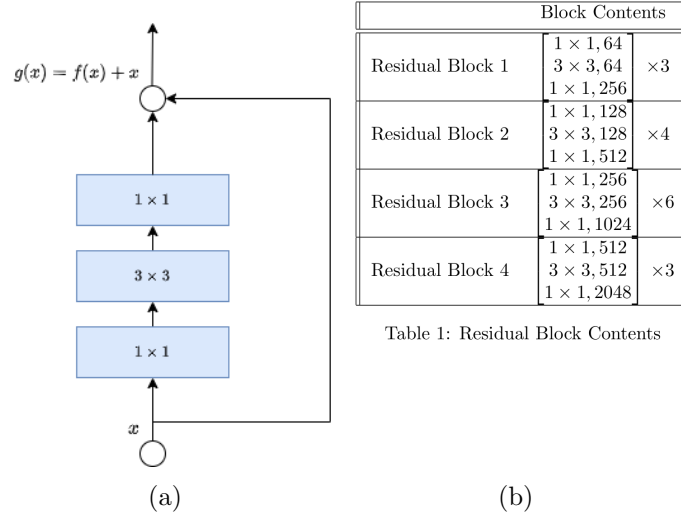 g(x) = f(x) + x
1 × 1
3 × 3
1 × 1
x
(a)
Block Contents
Residual Block 1
1 × 1, 64
3 × 3, 64
1 × 1, 256
×3
Residual Block 2
1 × 1, 128
3 × 3, 128
1 × 1, 512
×4
Residual Block 3
1 × 1, 256
3 × 3, 256
1 × 1, 1024
×6
Residual Block 4
1 × 1, 512
3 × 3, 512
1 × 1, 2048
×3
Table 1: Residual Block Contents
(b)